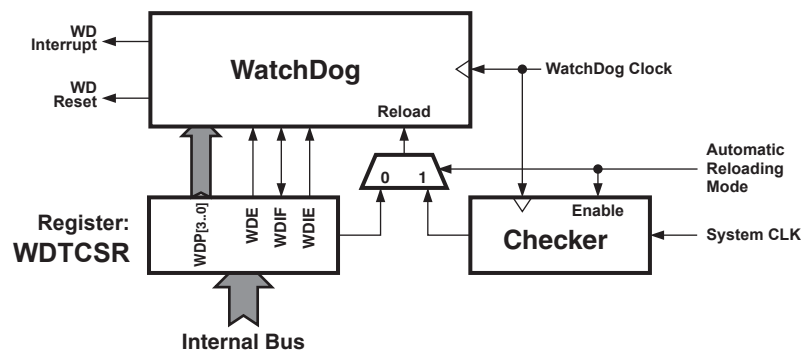 WD
Interrupt
WD
Reset
WatchDog
Reload
WatchDog Clock
Automatic
Reloading
Mode
0 1
Register:
WDTCSR
WDP[3..0]
WDE
WDIF
WDIE
Enable
Checker
System CLK
Internal Bus